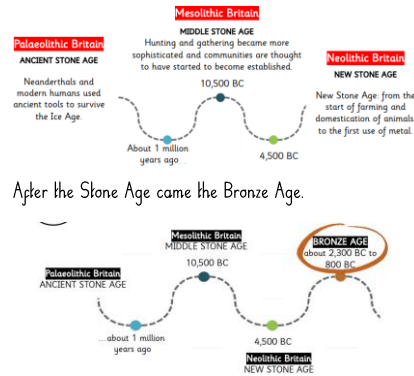 Mesolithic Britain
MIDDLE STONE AGE
Hunting and gathering became more
sophisticated and communities are thought
to have started to become established.
10,500 BC
Palaeolithic Britain
ANCIENT STONE AGE
Neanderthals and
modern humans used
ancient tools to survive
the Ice Age.
About 1 million
years ago
Neolithic Britain
NEW STONE AGE
New Stone Age: from the
start of farming and
domestication of animals
to the first use of metal.
4,500 BC
After the Stone Age came the Bronze Age.
Mesolithic Britain
MIDDLE STONE AGE
10,500 BC
BRONZE AGE
about 2,300 BC to
800 BC
Palaeolithic Britain
ANCIENT STONE AGE
...about 1 million
years ago
4,500 BC
Neolithic Britain
NEW STONE AGE